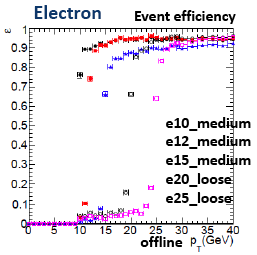 Electron
Event efficiency
ε
1
0.9
0.8
0.7
0.6
0.5
0.4
0.3
0.2
0.1
0
e10_medium
e12_medium
e15_medium
e20_loose
e25_loose
0 5 10 15 20 25 30 35 40
offline p_T(GeV)